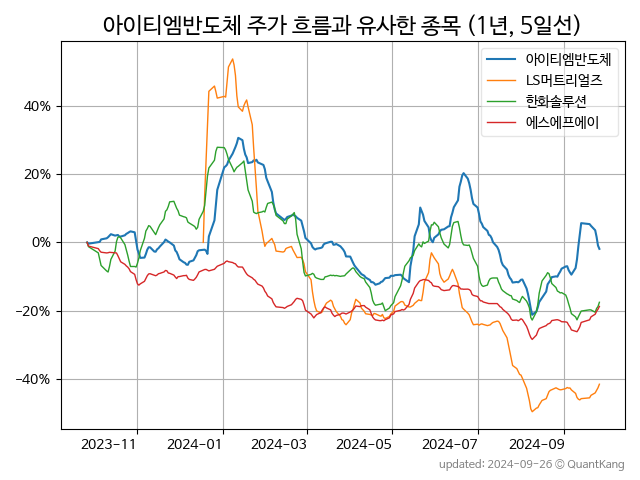 아이티엠반도체 주가 흐름과 유사한 종목 (1년, 5일선)
아이티엠반도체
LS머트리얼즈
한화솔루션
에스에프에이
40%
20%
0%
−20%
−40%
2023-11
2024-01
2024-03
2024-05
2024-07
2024-09
updated: 2024-09-26 © QuantKang